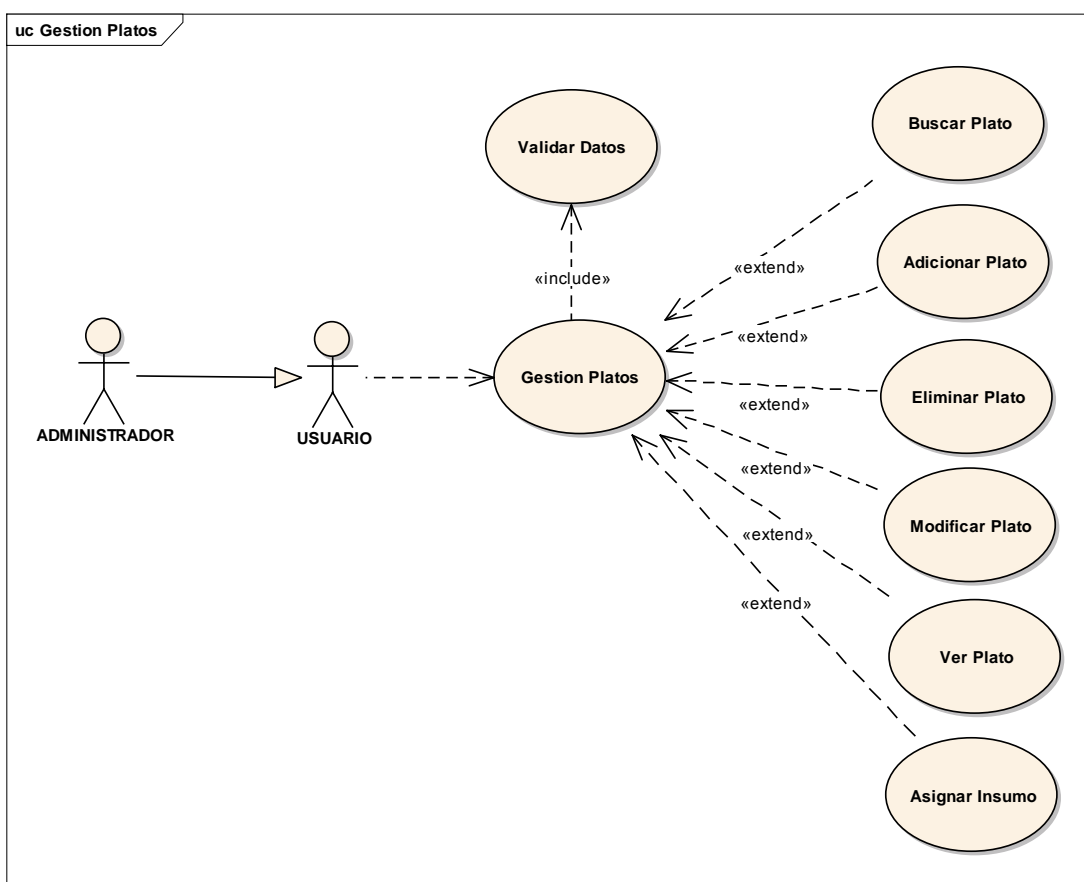 uc Gestion Platos
Validar Datos
Buscar Plato
Adicionar Plato
«extend»
«include»
«extend»
Gestion Platos
Eliminar Plato
«extend»
ADMINISTRADOR
USUARIO
«extend»
Modificar Plato
«extend»
«extend»
Ver Plato
Asignar Insumo